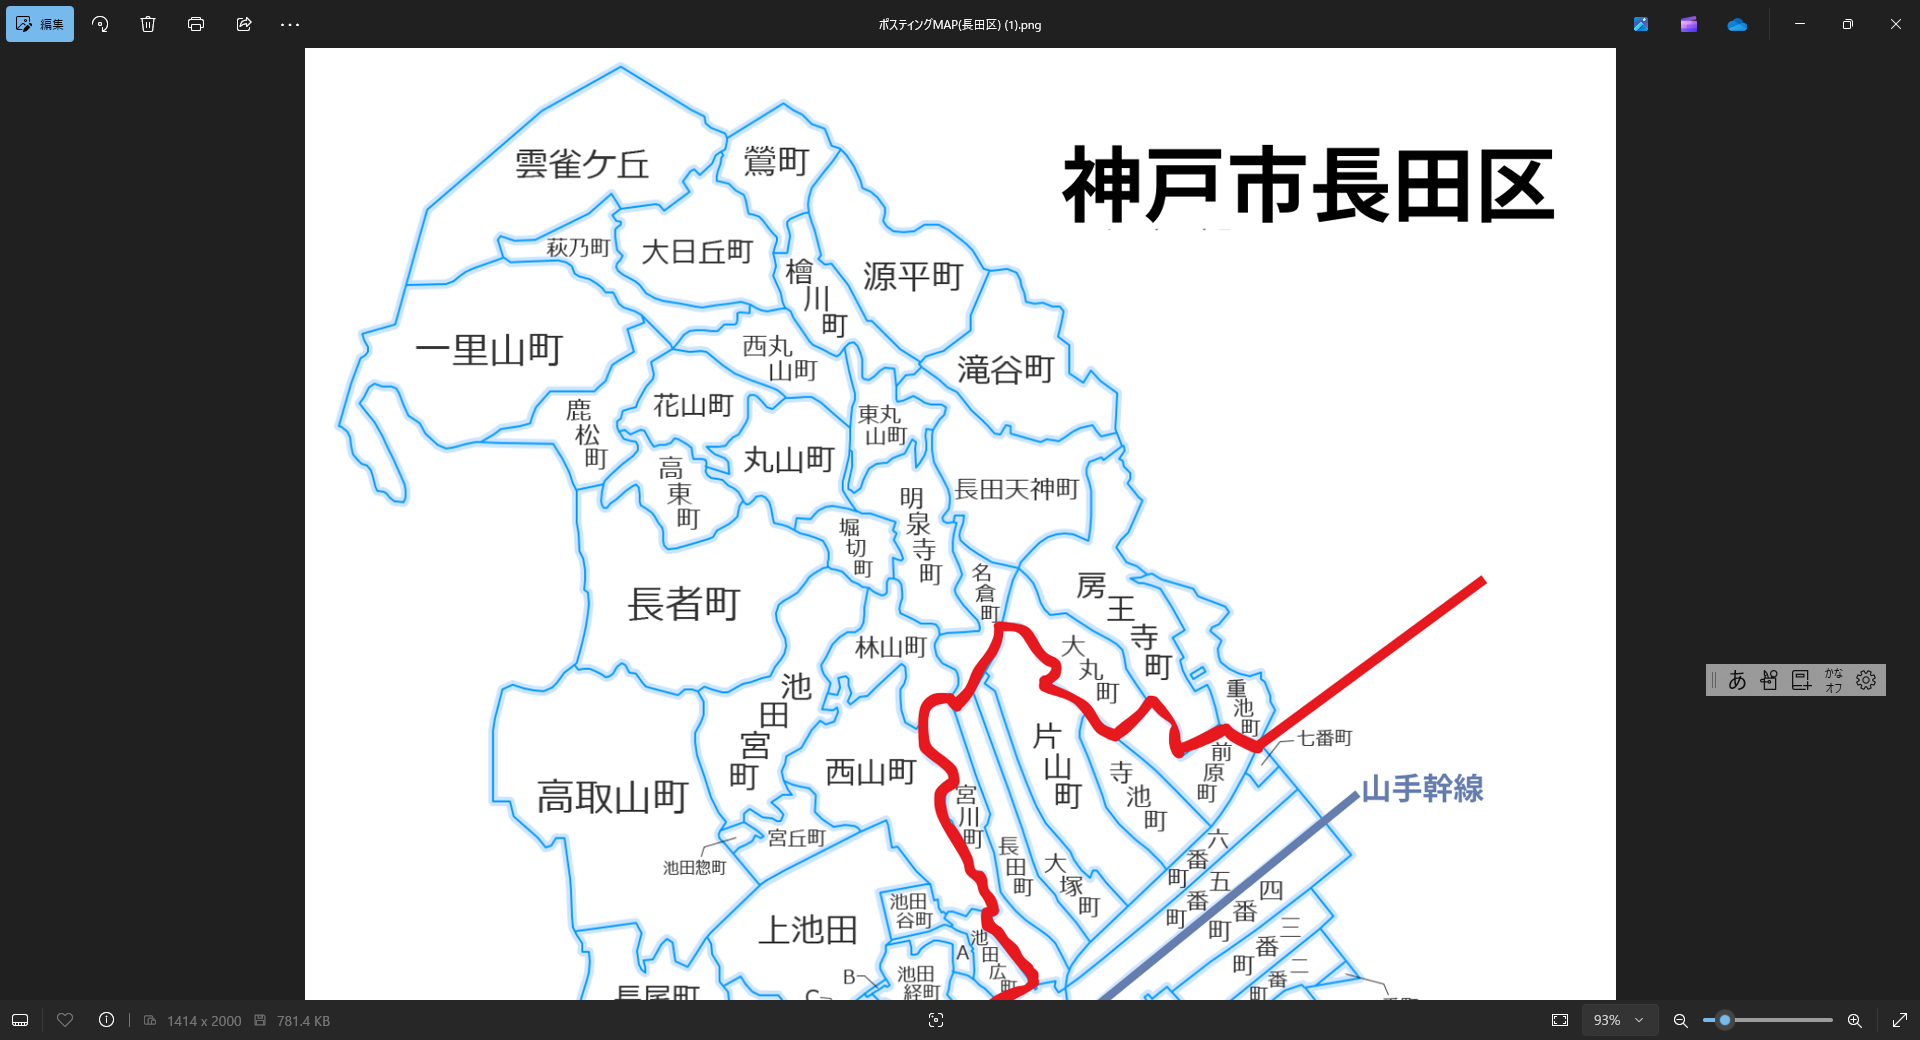 編集
ポスティングMAP(長田区) (1).png
神戸市長田区
雲雀ケ丘
鶯町
萩乃町
大日丘町
檜川町
源平町
一里山町
西丸山町
滝谷町
花山町
鹿松町
東丸山町
丸山町
高東町
長田天神町
明泉寺町
堀切町
名倉町
房王寺町
長者町
林山町
大丸町
池田宮町
重池町
片山町
七番町
前原町
西山町
寺池町
山手幹線
高取山町
宮川町
宮丘町
池田惣町
長田町
大塚町
六番町
五番町
四番町
三番町
二番町
池田谷町
上池田
池田広町
A
B
C
池田経町
長尾町
あ
かな
オフ
1414 x 2000
781.4 KB
93%